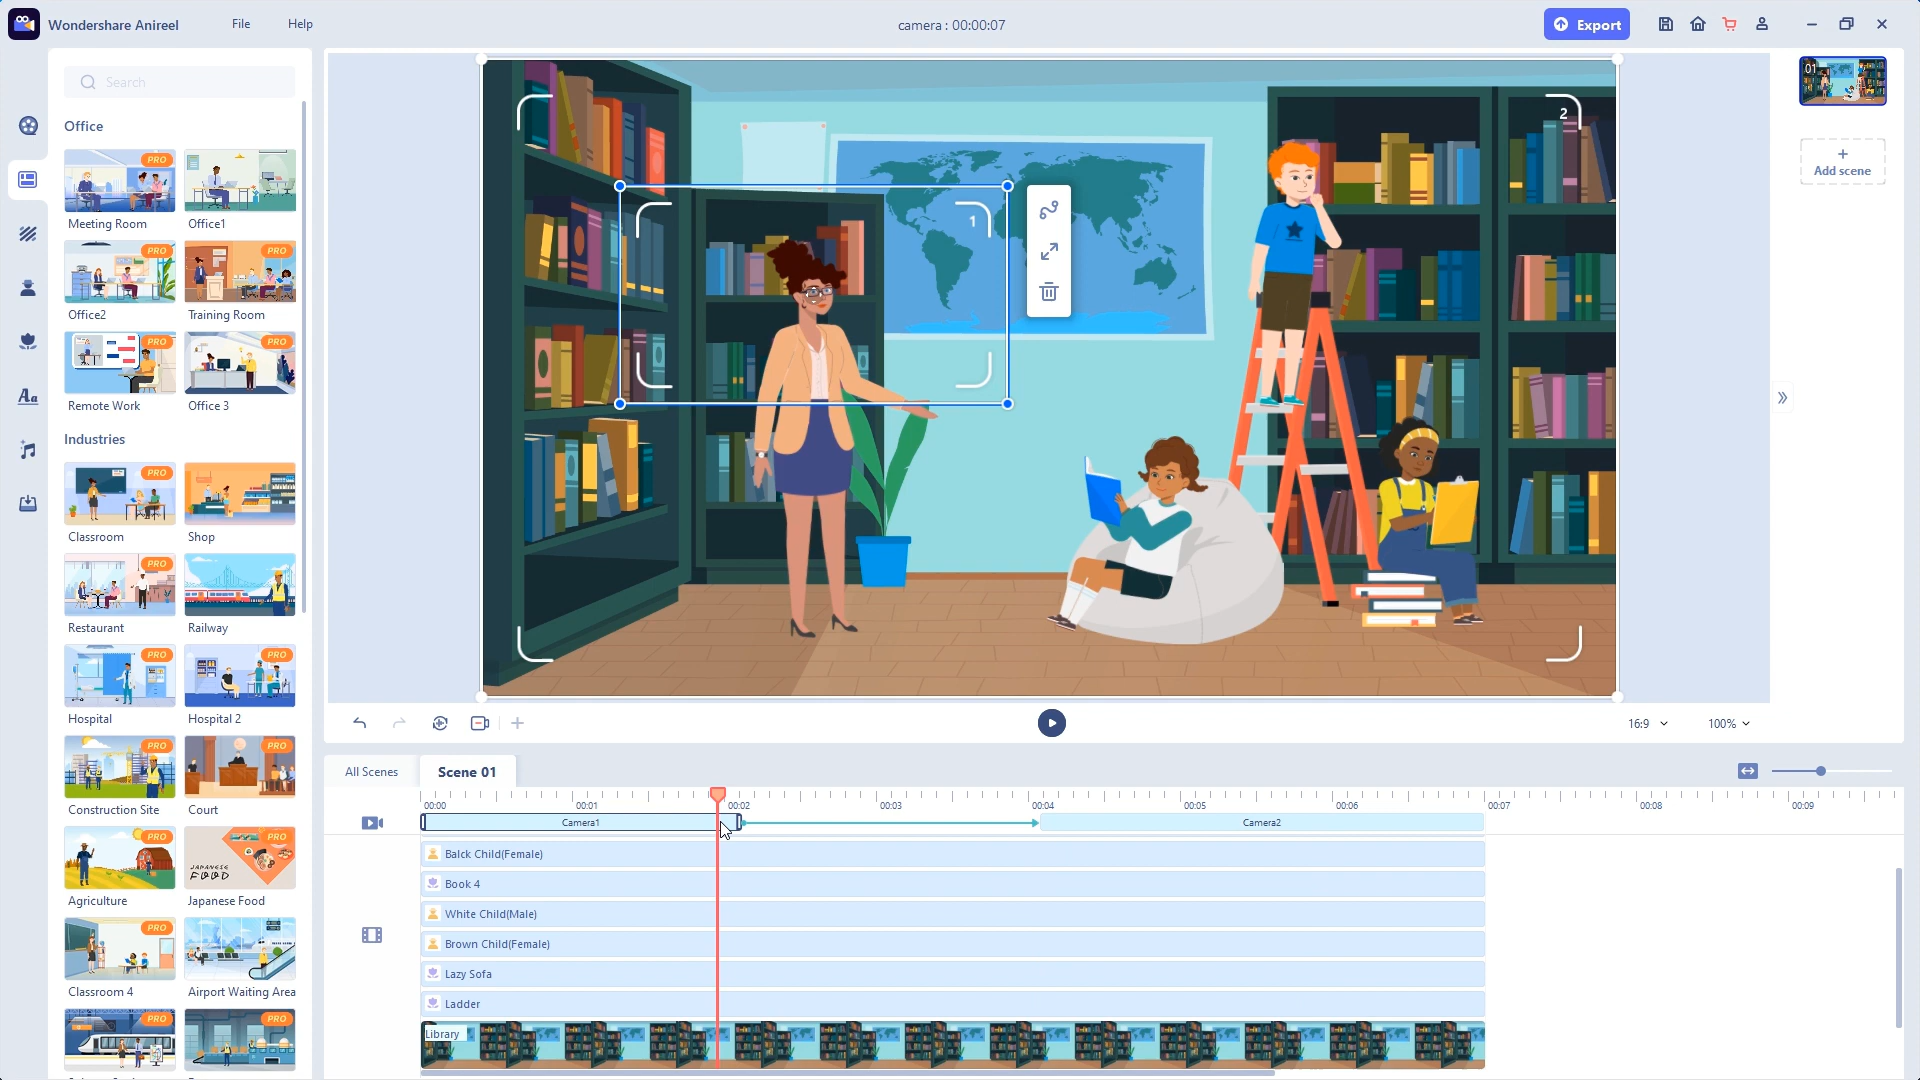 Wondershare Anireel
File
Help
camera : 00:00:07
Export
Search
Office
PRO
Meeting Room
Office1
PRO
PRO
Office2
Training Room
PRO
PRO
Remote Work
Office 3
Industries
PRO
Classroom
Shop
PRO
Restaurant
Railway
PRO
PRO
Hospital
Hospital 2
PRO
PRO
Construction Site
Court
PRO
JAPANESE
FOOD
Agriculture
Japanese Food
PRO
Classroom 4
Airport Waiting Area
PRO
PRO
2
1
01
+
Add scene
16:9
100%
All Scenes
Scene 01
00:00
00:01
00:02
00:03
00:04
00:05
00:06
00:07
00:08
00:09
Camera1
Camera2
Balck Child(Female)
Book 4
White Child(Male)
Brown Child(Female)
Lazy Sofa
Ladder
Library